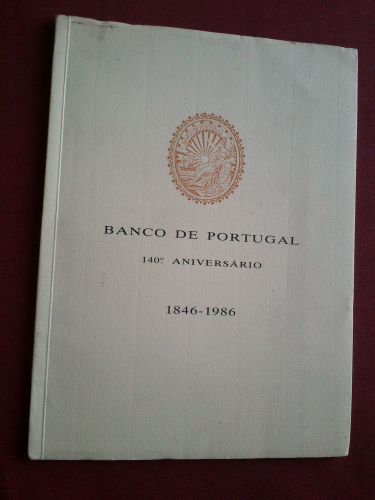 BANCO DE PORTUGAL
140º ANIVERSÁRIO
1846-1986